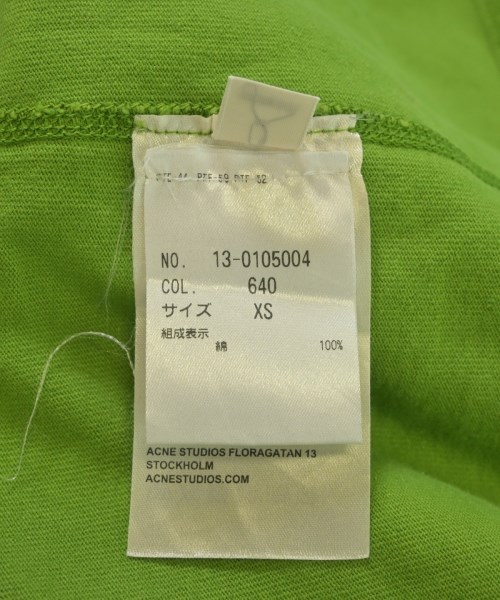 NO. 13-0105004
COL. 640
サイズ XS
組成表示
綿 100%
ACNE STUDIOS FLORAGATAN 13
STOCKHOLM
ACNESTUDIOS.COM